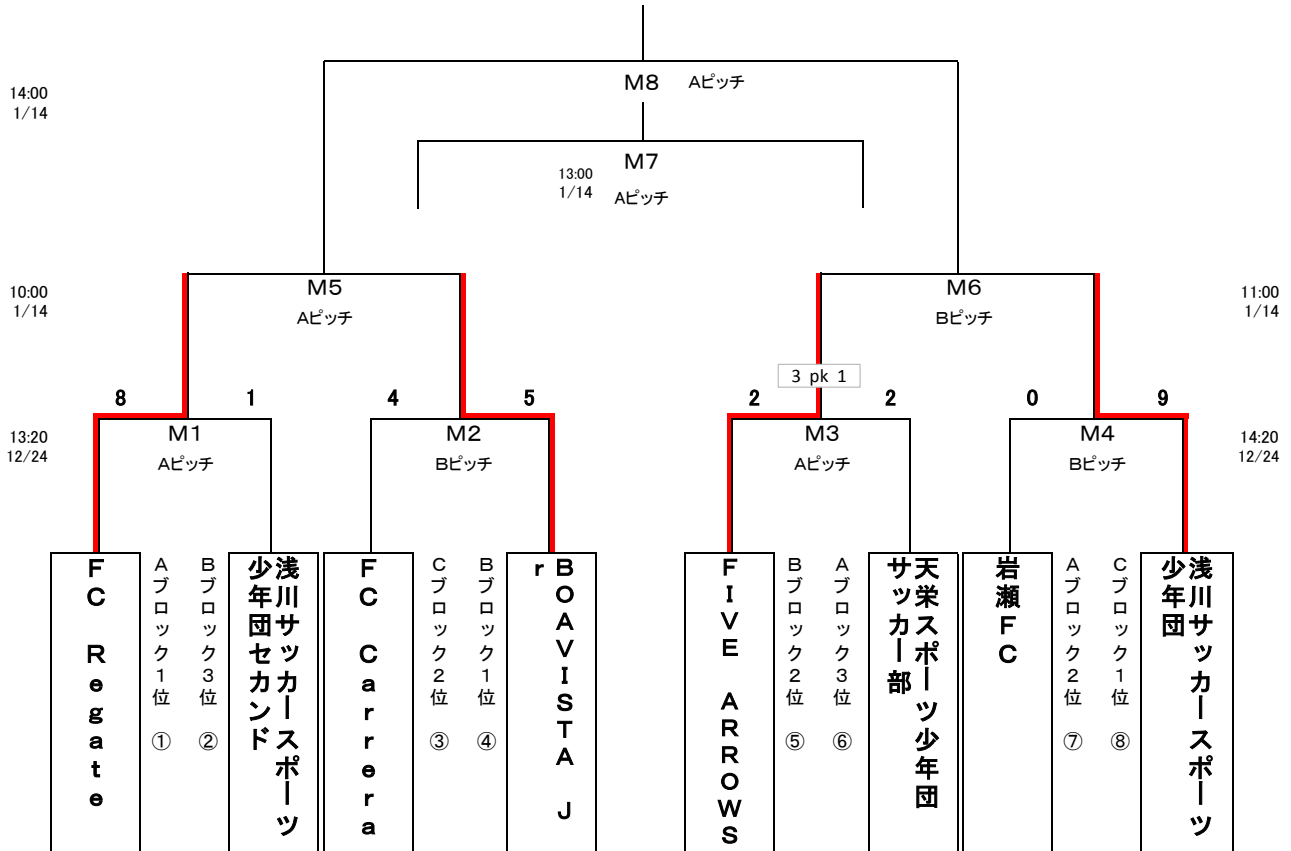 M8 Aピッチ
14:00
1/14
M7
13:00
1/14 Aピッチ
M5
Aピッチ
10:00
1/14
M6
Bピッチ
11:00
1/14
3 pk 1
8 1 4 5 2 2 0 9
M1
Aピッチ
M2
Bピッチ
M3
Aピッチ
M4
Bピッチ
13:20
12/24
14:20
12/24
FC Regate
Aブロック1位 ①
Bブロック3位 ②
浅川サッカースポーツ
少年団セカンド
FC Carrera
Cブロック2位 ③
Bブロック1位 ④
BOAVISTA J
r
FIVE ARROWS
Bブロック2位 ⑤
Aブロック3位 ⑥
天栄スポーツ少年団
サッカー部
岩瀬FC
Aブロック2位 ⑦
Cブロック1位 ⑧
浅川サッカースポーツ
少年団